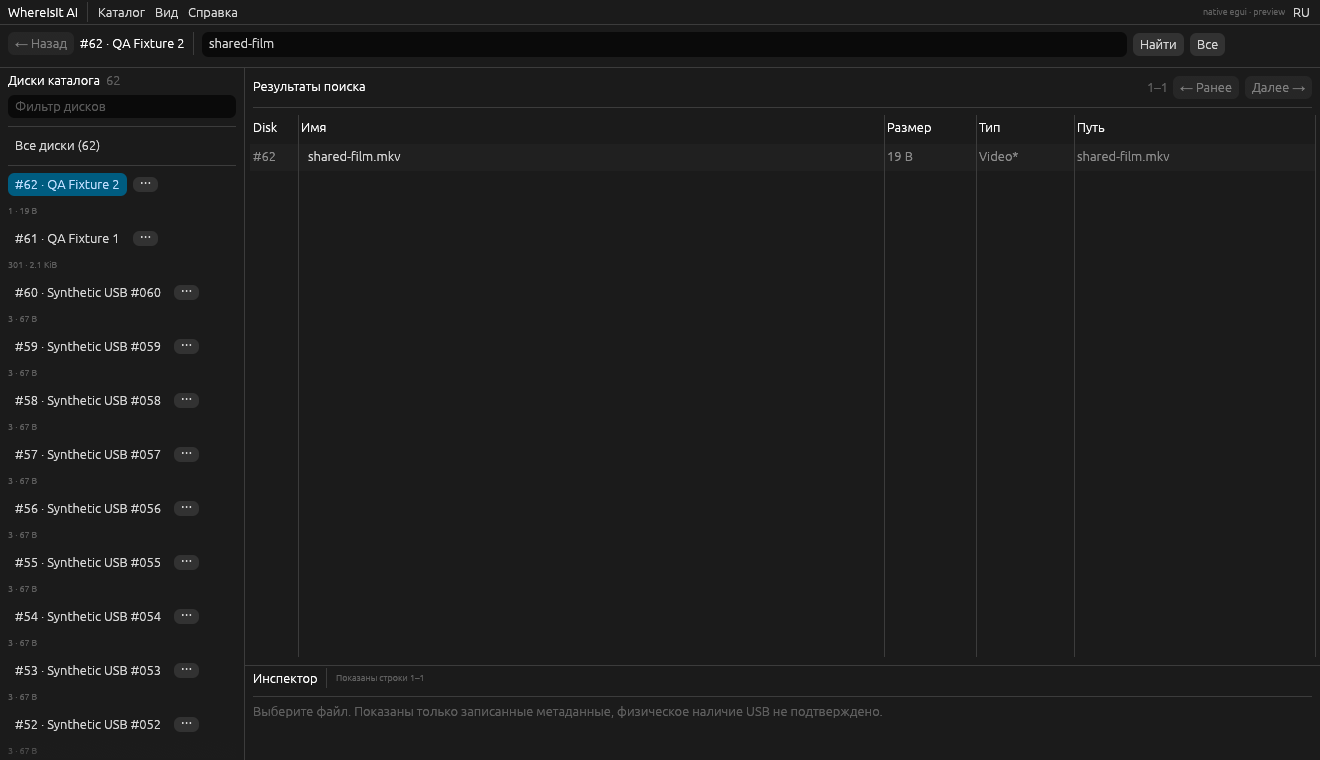 WhereIsIt AI Каталог Вид Справка native egui · preview RU
← Назад #62 · QA Fixture 2 shared-film Найти Все
Диски каталога 62
Фильтр дисков
Все диски (62)
#62 · QA Fixture 2 ···
1 · 19 B
#61 · QA Fixture 1 ···
301 · 2.1 KiB
#60 · Synthetic USB #060 ···
3 · 67 B
#59 · Synthetic USB #059 ···
3 · 67 B
#58 · Synthetic USB #058 ···
3 · 67 B
#57 · Synthetic USB #057 ···
3 · 67 B
#56 · Synthetic USB #056 ···
3 · 67 B
#55 · Synthetic USB #055 ···
3 · 67 B
#54 · Synthetic USB #054 ···
3 · 67 B
#53 · Synthetic USB #053 ···
3 · 67 B
#52 · Synthetic USB #052 ···
3 · 67 B
Результаты поиска 1–1 ← Ранее Далее →
Disk Имя Размер Тип Путь
#62 shared-film.mkv 19 B Video* shared-film.mkv
Инспектор Показаны строки 1–1
Выберите файл. Показаны только записанные метаданные, физическое наличие USB не подтверждено.